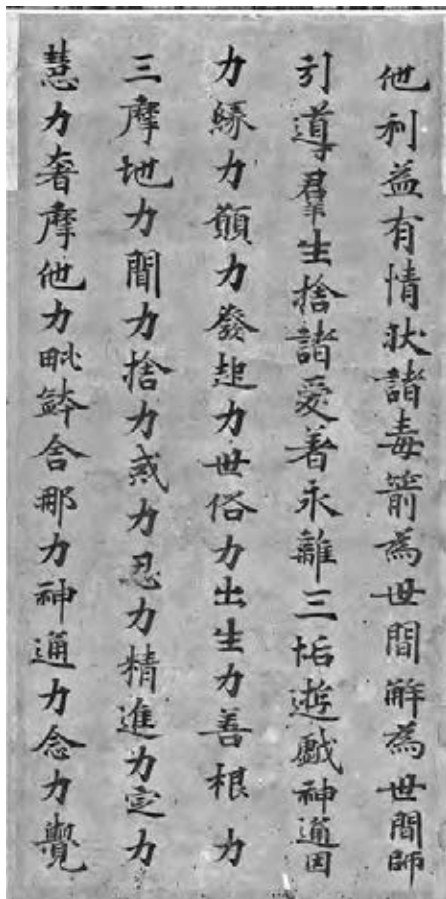 他利益有情拔諸毒箭為世間解為世間師
引導羣生捨諸愛著永離三垢遊戲神通因
力緣力願力發起力世俗力出生力善根力
三摩地力聞力捨力戒力忍力精進力定力
慧力奢摩他力毗鉢舍那力神通力念力覺